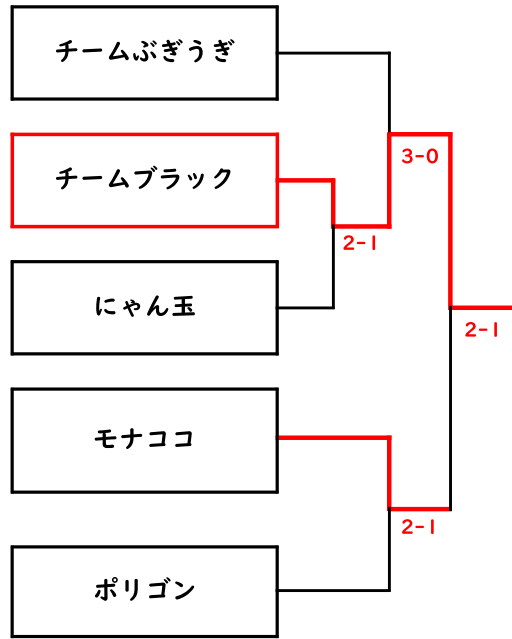 チームぶぎうぎ
3-0
チームブラック
2-1
にゃん玉
2-1
モナココ
2-1
ポリゴン